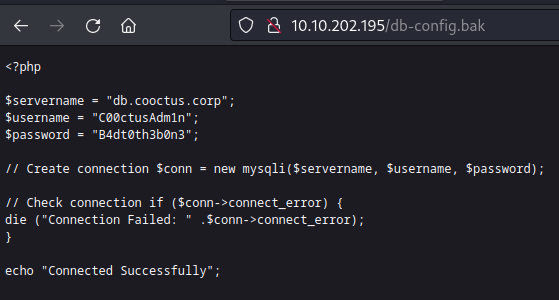 10.10.202.195/db-config.bak
<?php
$servername = "db.cooctus.corp";
$username = "C00ctusAdm1n";
$password = "B4dt0th3b0n3";
// Create connection $conn = new mysqli($servername, $username, $password);
// Check connection if ($conn->connect_error) {
die ("Connection Failed: " .$conn->connect_error);
}
echo "Connected Successfully";